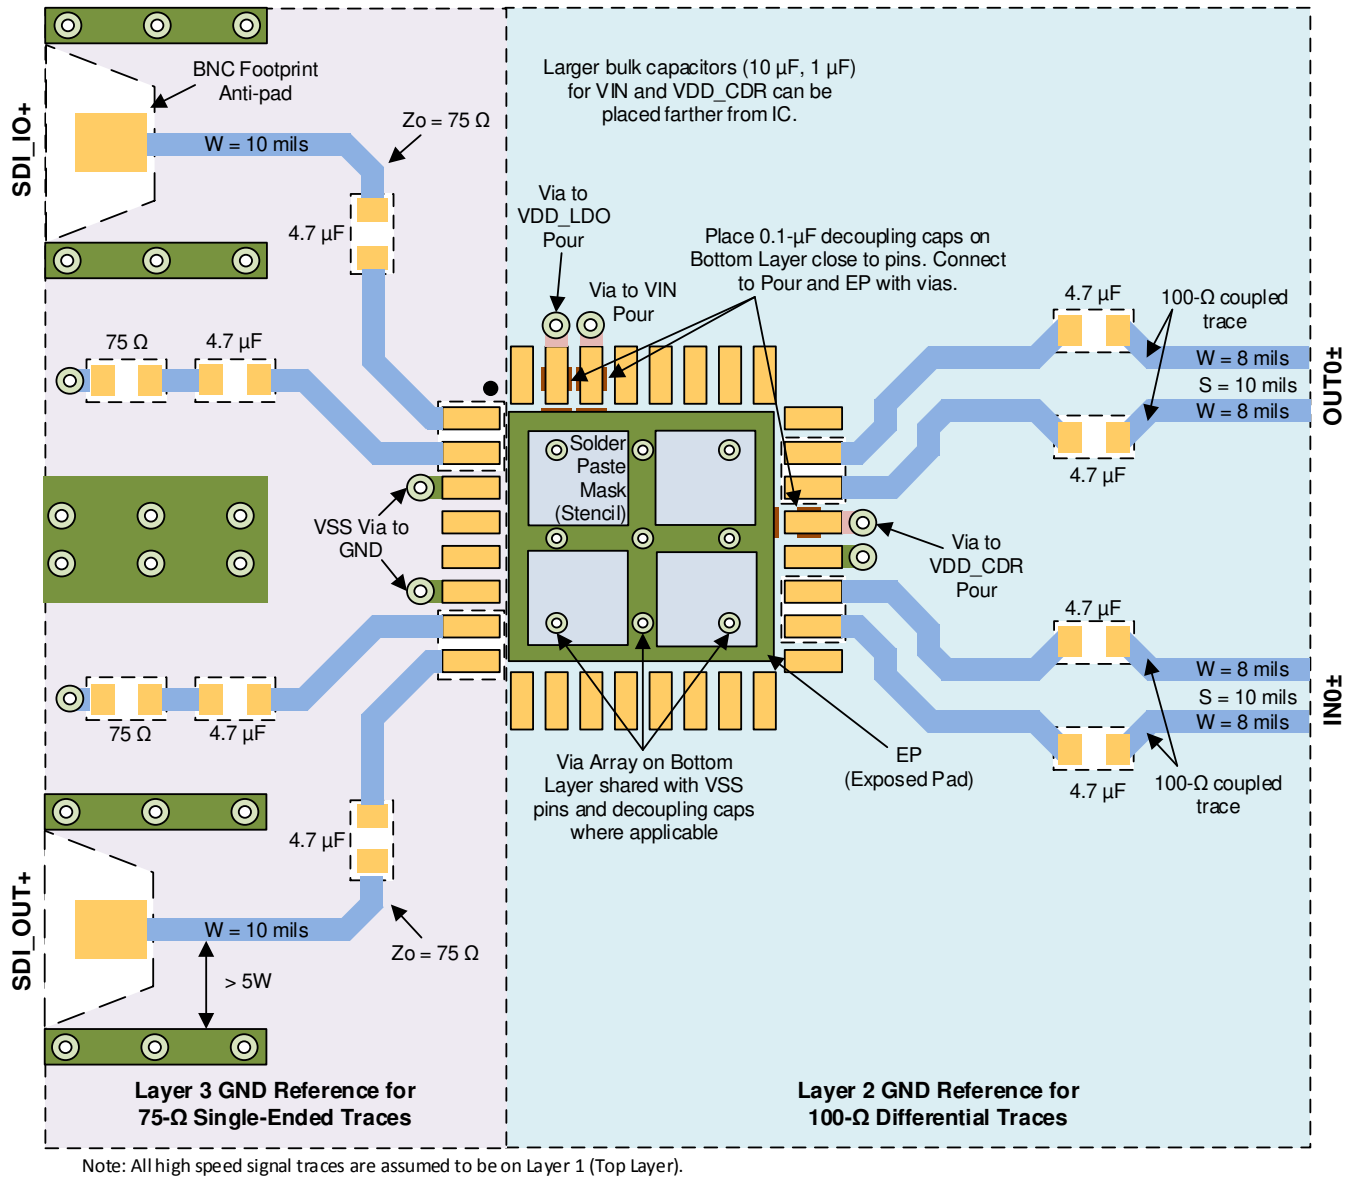 BNC Footprint
Anti-pad
Larger bulk capacitors (10 µF, 1 µF)
for VIN and VDD_CDR can be
placed farther from IC.
SDI_IO+
W = 10 mils
Zo = 75 Ω
4.7 µF
Via to
VDD_LDO
Pour
Place 0.1-µF decoupling caps on
Bottom Layer close to pins. Connect
to Pour and EP with vias.
Via to VIN
Pour
4.7 µF
100-Ω coupled
trace
75 Ω
4.7 µF
W = 8 mils
S = 10 mils
W = 8 mils
OUT0±
4.7 µF
Solder
Paste
Mask
(Stencil)
VSS Via to
GND
Via to
VDD_CDR
Pour
4.7 µF
W = 8 mils
S = 10 mils
W = 8 mils
IN0±
75 Ω
4.7 µF
Via Array on Bottom
Layer shared with VSS
pins and decoupling caps
where applicable
EP
(Exposed Pad)
4.7 µF
100-Ω coupled
trace
4.7 µF
SDI_OUT+
W = 10 mils
Zo = 75 Ω
> 5W
Layer 3 GND Reference for
75-Ω Single-Ended Traces
Layer 2 GND Reference for
100-Ω Differential Traces
Note: All high speed signal traces are assumed to be on Layer 1 (Top Layer).